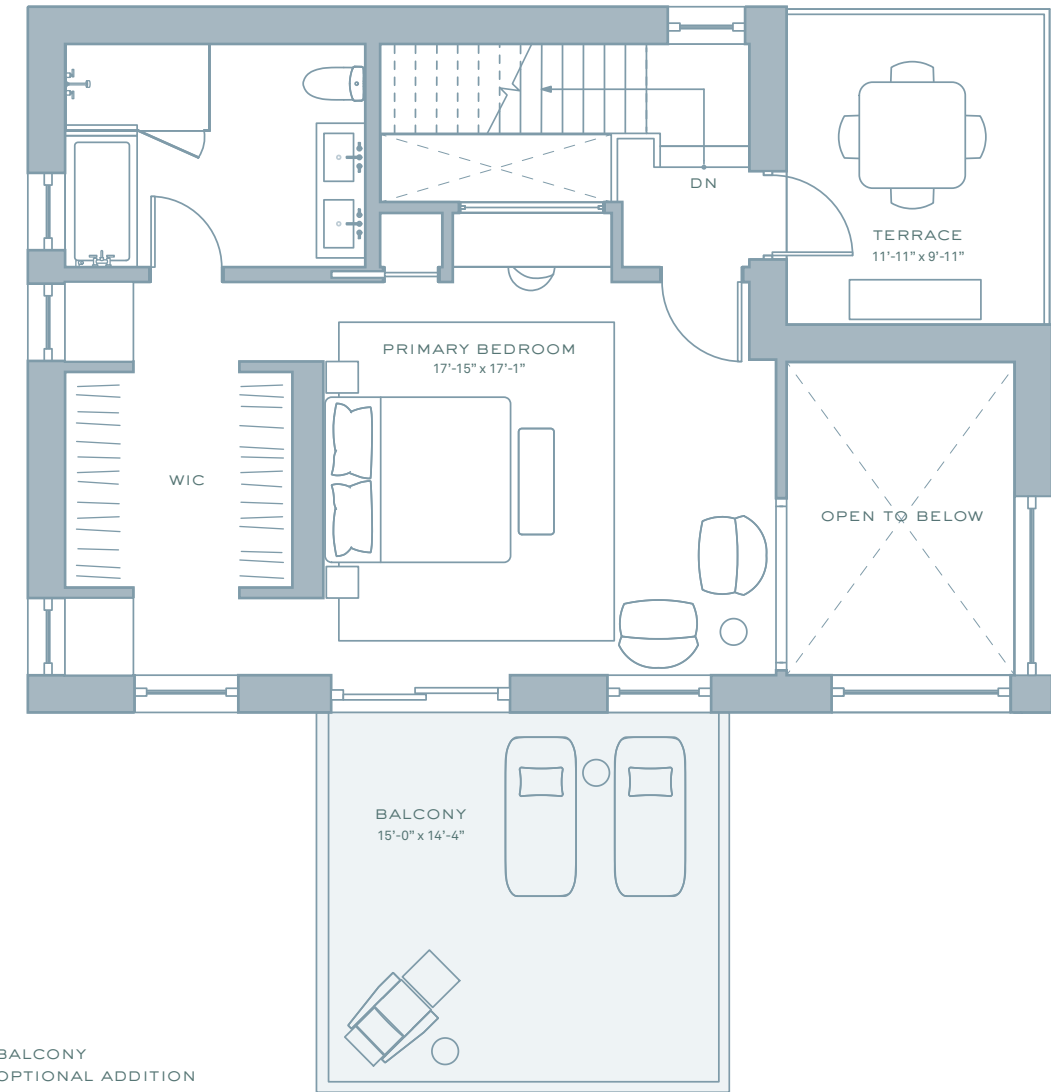 DN
TERRACE
11'-11" x 9'-11"
PRIMARY BEDROOM
17'-15" x 17'-1"
WIC
OPEN TO BELOW
BALCONY
15'-0" x 14'-4"
BALCONY
OPTIONAL ADDITION